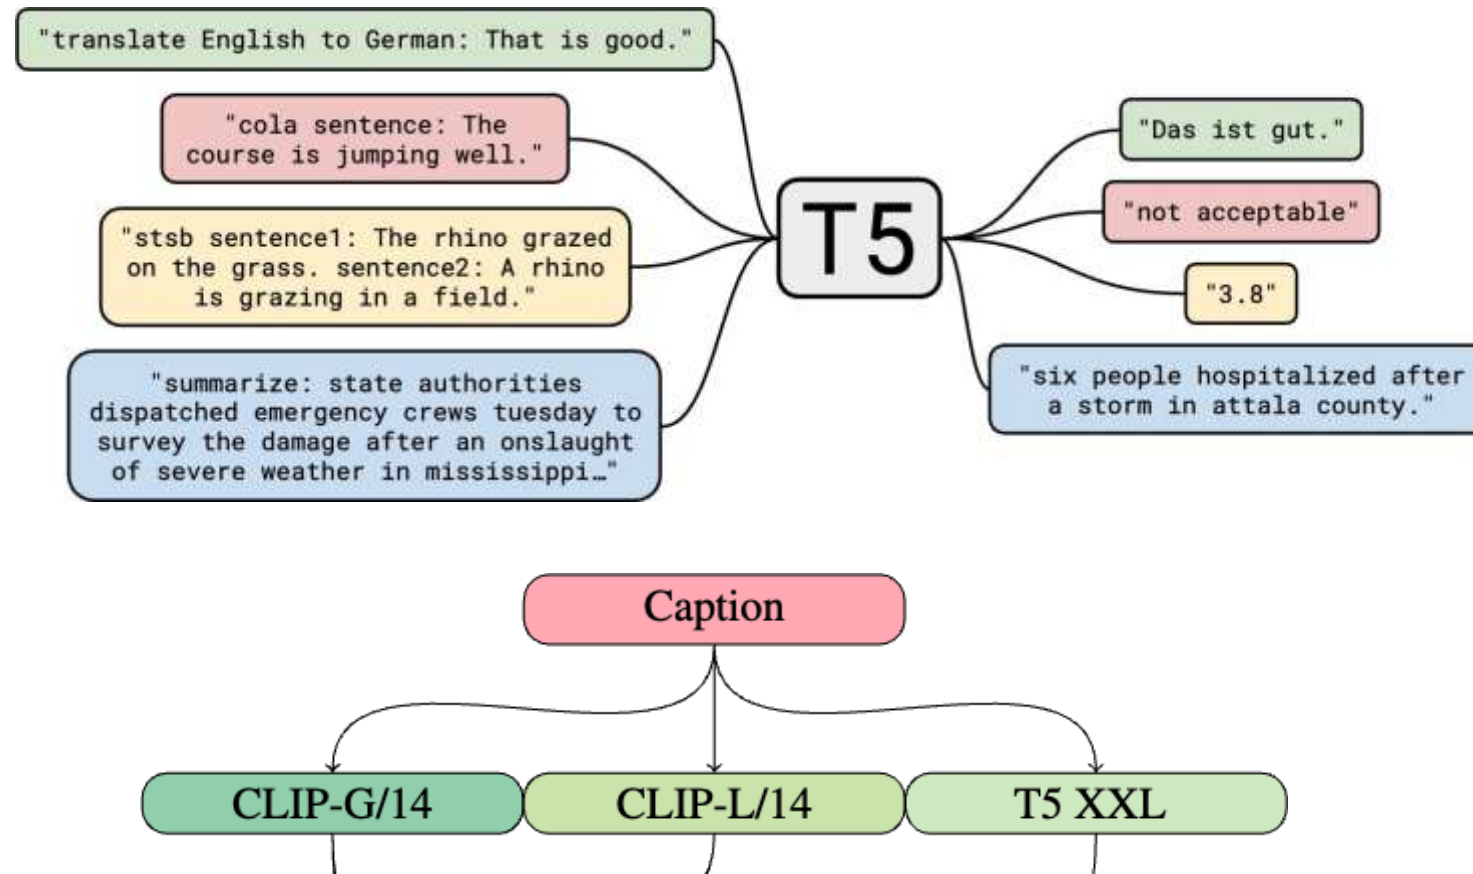 "translate English to German: That is good."
"cola sentence: The
course is jumping well."
"stsb sentence1: The rhino grazed
on the grass. sentence2: A rhino
is grazing in a field."
"summarize: state authorities
dispatched emergency crews tuesday to
survey the damage after an onslaught
of severe weather in mississippi…"
T5
"Das ist gut."
"not acceptable"
"3.8"
"six people hospitalized after
a storm in attala county."
Caption
CLIP-G/14
CLIP-L/14
T5 XXL